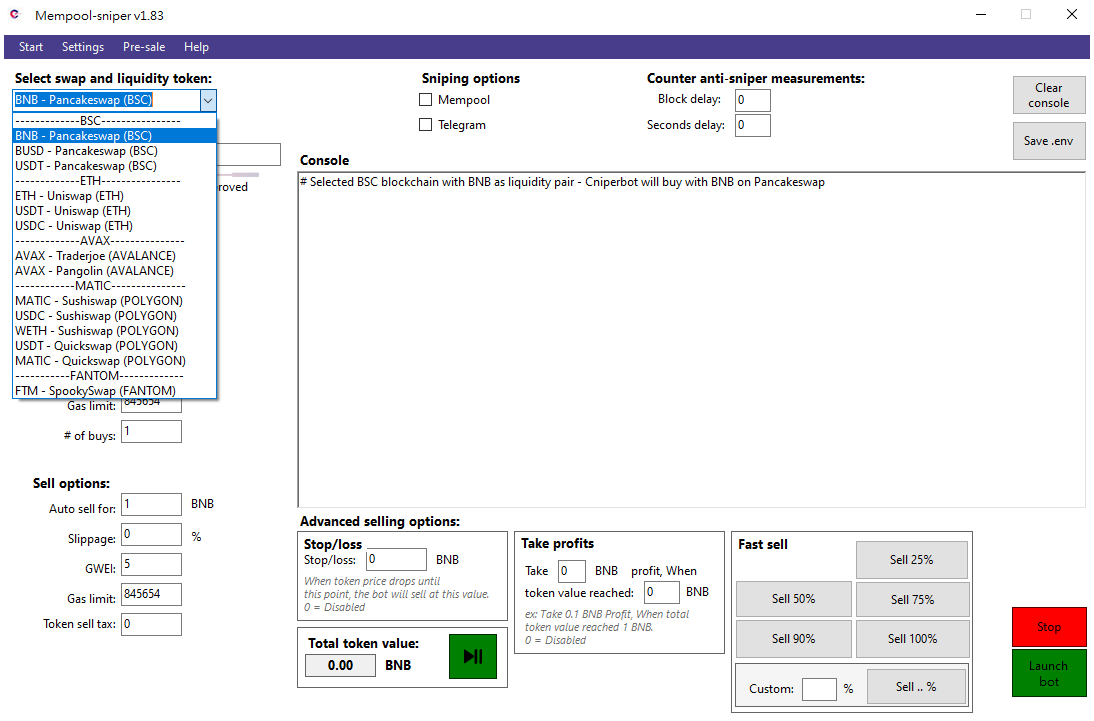 Mempool-sniper v1.83
Start Settings Pre-sale Help
Select swap and liquidity token:
BNB - Pancakeswap (BSC)
-------------BSC----------------
BNB - Pancakeswap (BSC)
BUSD - Pancakeswap (BSC)
USDT - Pancakeswap (BSC)
-------------ETH----------------
ETH - Uniswap (ETH)
USDT - Uniswap (ETH)
USDC - Uniswap (ETH)
-------------AVAX---------------
AVAX - Traderjoe (AVALANCE)
AVAX - Pangolin (AVALANCE)
------------MATIC---------------
MATIC - Sushiswap (POLYGON)
USDC - Sushiswap (POLYGON)
WETH - Sushiswap (POLYGON)
USDT - Quickswap (POLYGON)
MATIC - Quickswap (POLYGON)
-----------FANTOM-------------
FTM - SpookySwap (FANTOM)
Gas limit: 845654
# of buys: 1
Sell options:
Auto sell for: 1 BNB
Slippage: 0 %
GWEI: 5
Gas limit: 845654
Token sell tax: 0
Sniping options
Mempool
Telegram
Counter anti-sniper measurements:
Block delay: 0
Seconds delay: 0
Clear
console
Save .env
Console
# Selected BSC blockchain with BNB as liquidity pair - Cniperbot will buy with BNB on Pancakeswap
Advanced selling options:
Stop/loss
Stop/loss: 0 BNB
When token price drops until
this point, the bot will sell at this value.
0 = Disabled
Total token value:
0.00 BNB
Take profits
Take 0 BNB profit, When
token value reached: 0 BNB
ex: Take 0.1 BNB Profit, When total
token value reached 1 BNB.
0 = Disabled
Fast sell
Sell 25%
Sell 50% Sell 75%
Sell 90% Sell 100%
Custom: % Sell .. %
Stop
Launch
bot